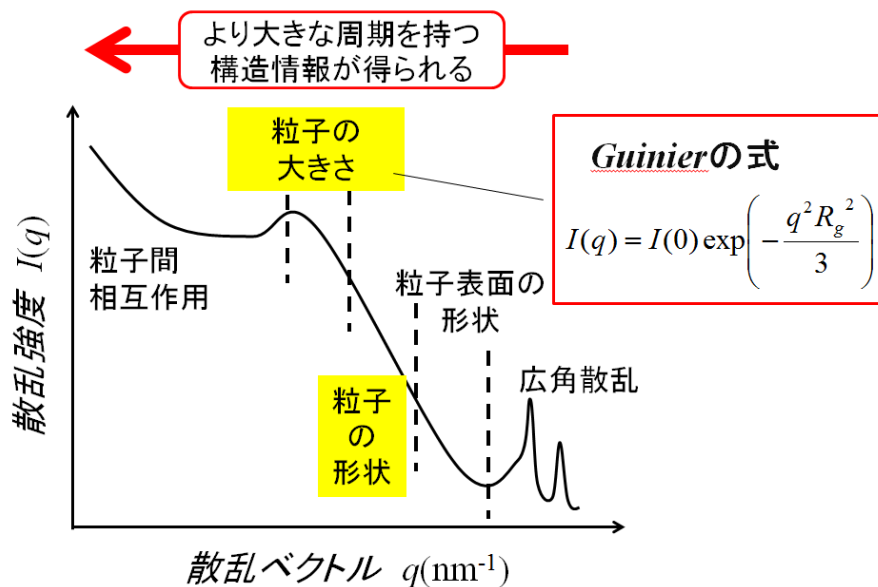 より大きな周期を持つ
構造情報が得られる
粒子の
大きさ
Guinierの式
I(q) = I(0) exp(-q²Rg²/3)
散乱強度 I(q)
粒子間
相互作用
粒子表面の
形状
広角散乱
粒子
の
形状
散乱ベクトル q(nm⁻¹)